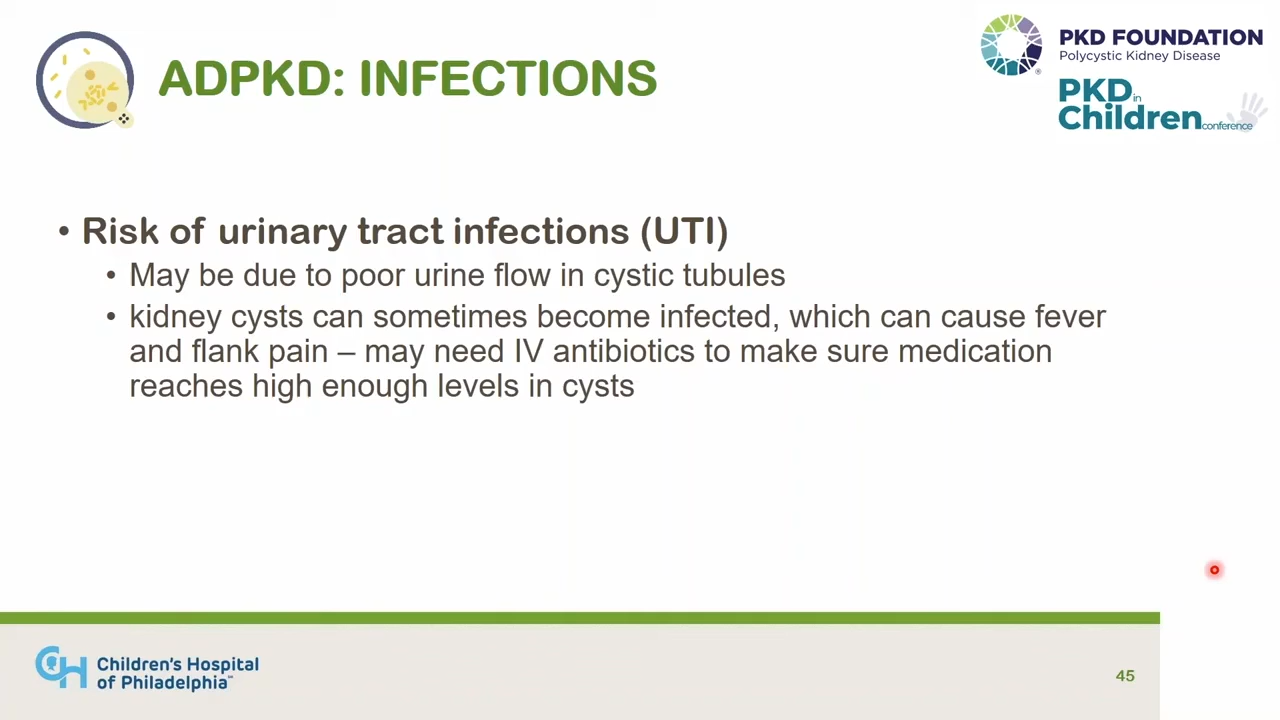 ADPKD: INFECTIONS
PKD FOUNDATION
Polycystic Kidney Disease
PKD in
Children conference
• Risk of urinary tract infections (UTI)
• May be due to poor urine flow in cystic tubules
• kidney cysts can sometimes become infected, which can cause fever
and flank pain – may need IV antibiotics to make sure medication
reaches high enough levels in cysts
Children's Hospital
of Philadelphia™
45